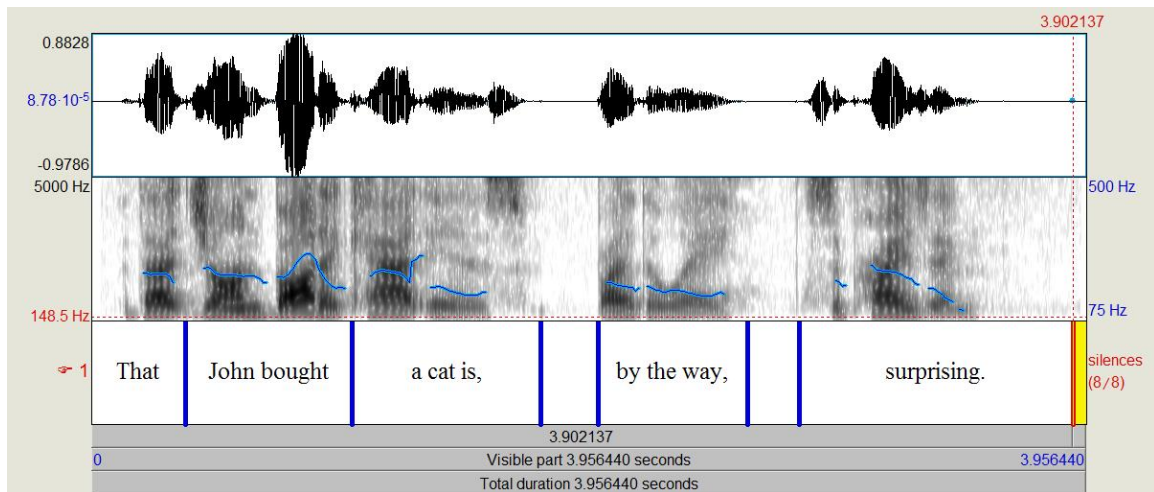 3.902137
0.8828
8.78·10⁻⁵
-0.9786
5000 Hz
500 Hz
148.5 Hz
75 Hz
☞ 1
That
John bought
a cat is,
by the way,
surprising.
silences
(8/8)
3.902137
0
Visible part 3.956440 seconds
3.956440
Total duration 3.956440 seconds